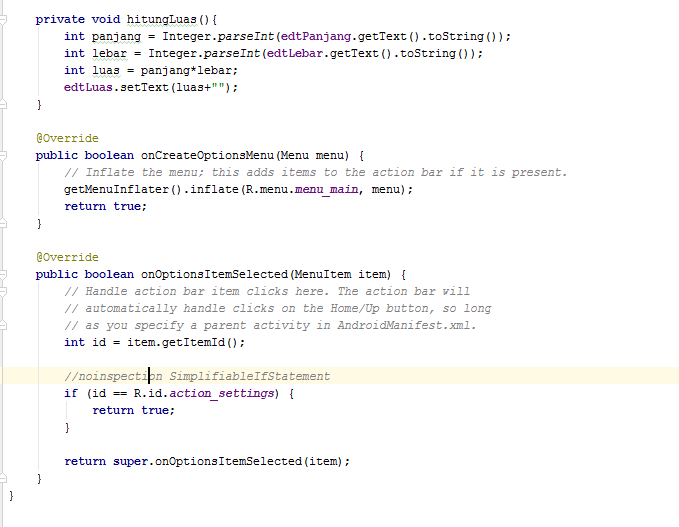 private void hitungLuas(){
int panjang = Integer.parseInt(edtPanjang.getText().toString());
int lebar = Integer.parseInt(edtLebar.getText().toString());
int luas = panjang*lebar;
edtLuas.setText(luas+"");
}
@Override
public boolean onCreateOptionsMenu(Menu menu) {
// Inflate the menu; this adds items to the action bar if it is present.
getMenuInflater().inflate(R.menu.menu_main, menu);
return true;
}
@Override
public boolean onOptionsItemSelected(MenuItem item) {
// Handle action bar item clicks here. The action bar will
// automatically handle clicks on the Home/Up button, so long
// as you specify a parent activity in AndroidManifest.xml.
int id = item.getItemId();
//noinspection SimplifiableIfStatement
if (id == R.id.action_settings) {
return true;
}
return super.onOptionsItemSelected(item);
}
}